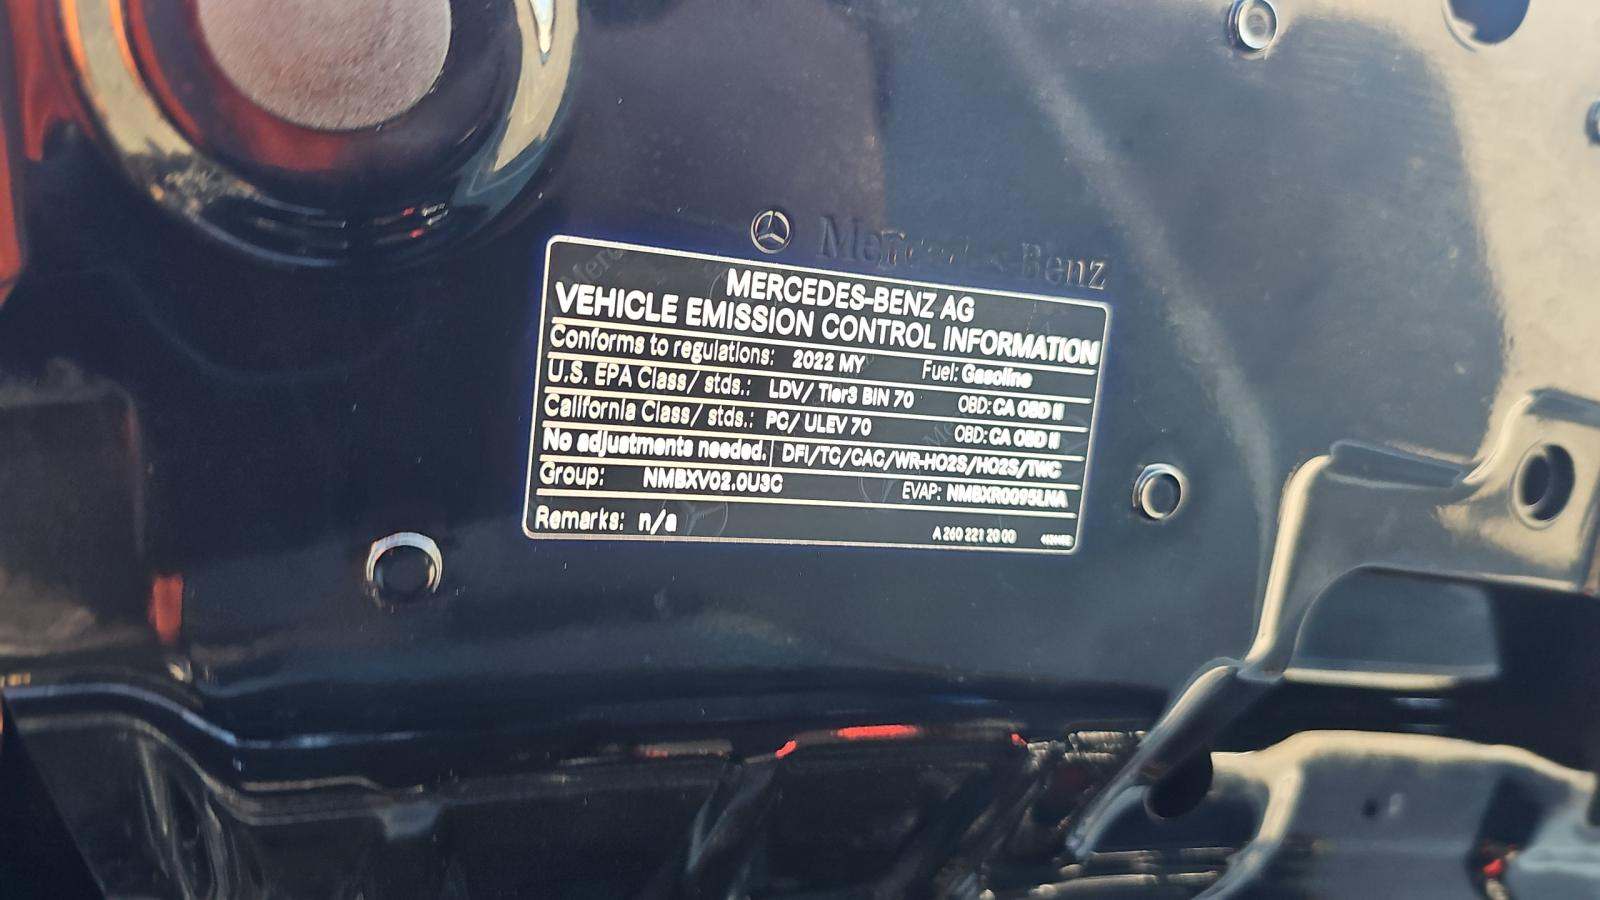 Mercedes-Benz
MERCEDES-BENZ AG
VEHICLE EMISSION CONTROL INFORMATION
Conforms to regulations: 2022 MY Fuel: Gasoline
U.S. EPA Class/ stds.: LDV/ Tier3 BIN 70 OBD: CA OBD II
California Class/ stds.: PC/ ULEV 70 OBD: CA OBD II
No adjustments needed. DFI/TC/CAC/WR-HO2S/HO2S/TWC
Group: NMBXV02.0U3C EVAP: NMBXR0095LNA
Remarks: n/a A 260 221 20 00